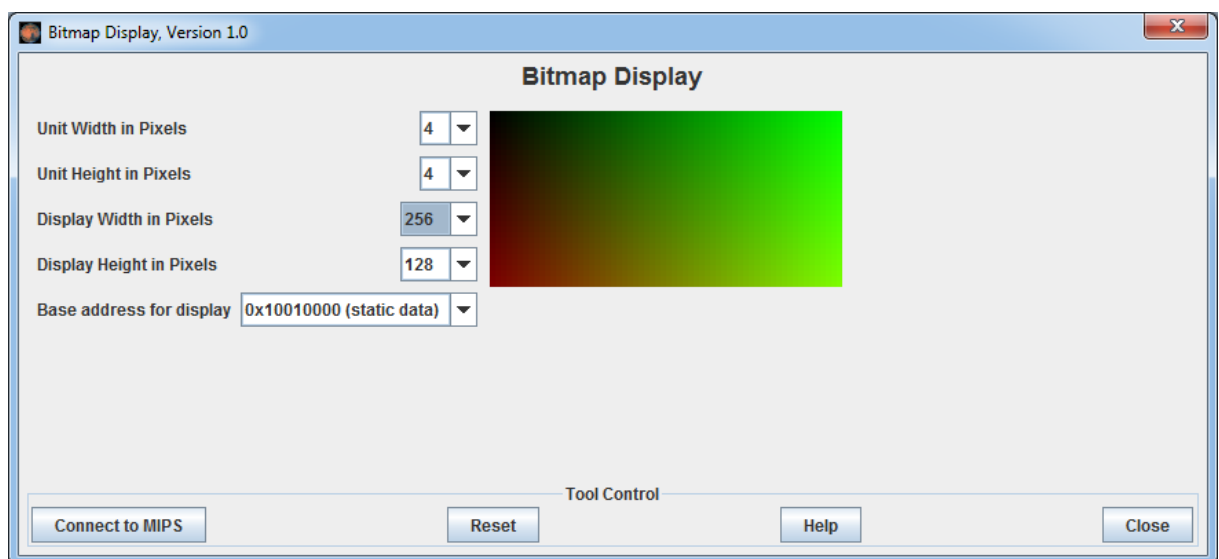 Bitmap Display, Version 1.0
Bitmap Display
Unit Width in Pixels 4
Unit Height in Pixels 4
Display Width in Pixels 256
Display Height in Pixels 128
Base address for display 0x10010000 (static data)
Tool Control
Connect to MIPS Reset Help Close